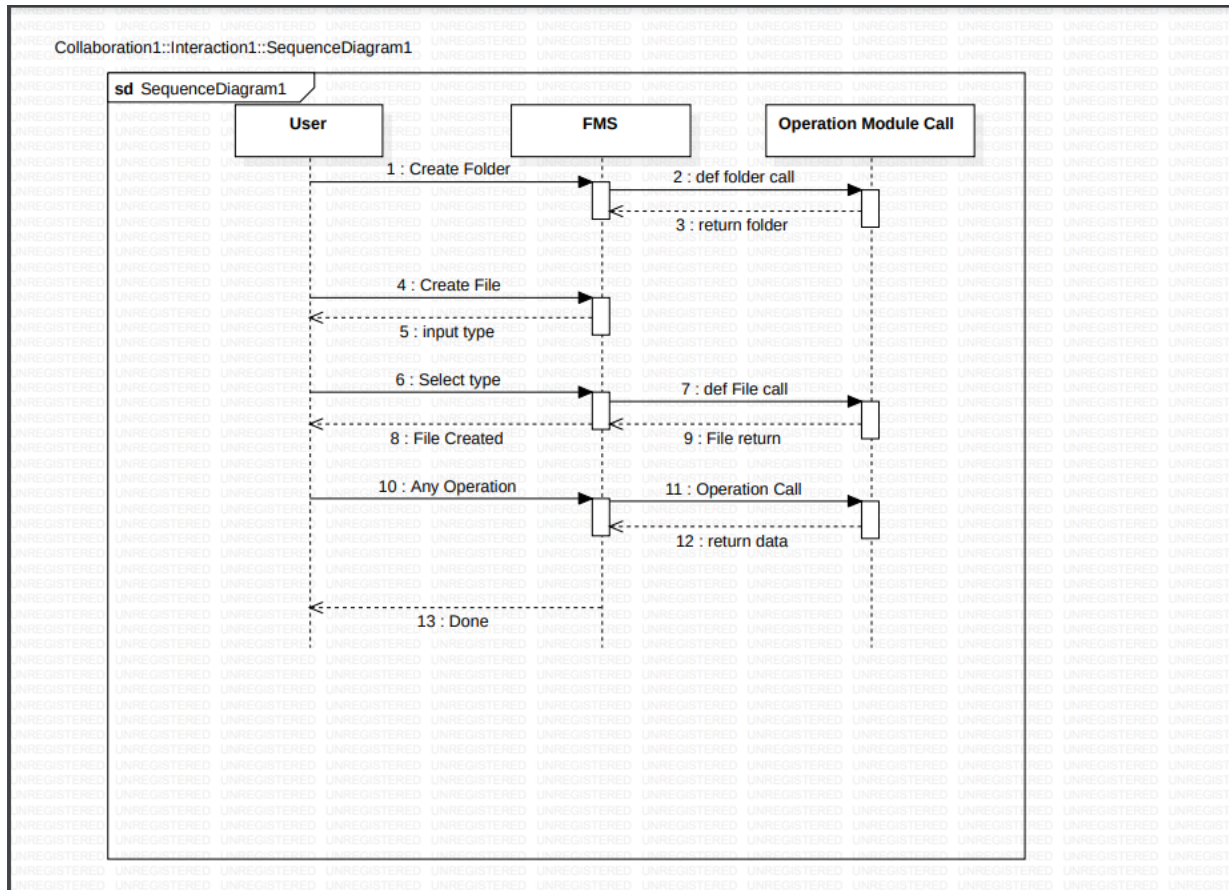 Collaboration1::Interaction1::SequenceDiagram1
sd SequenceDiagram1
User
FMS
Operation Module Call
1 : Create Folder
2 : def folder call
3 : return folder
4 : Create File
5 : input type
6 : Select type
7 : def File call
8 : File Created
9 : File return
10 : Any Operation
11 : Operation Call
12 : return data
13 : Done
UNREGISTERED